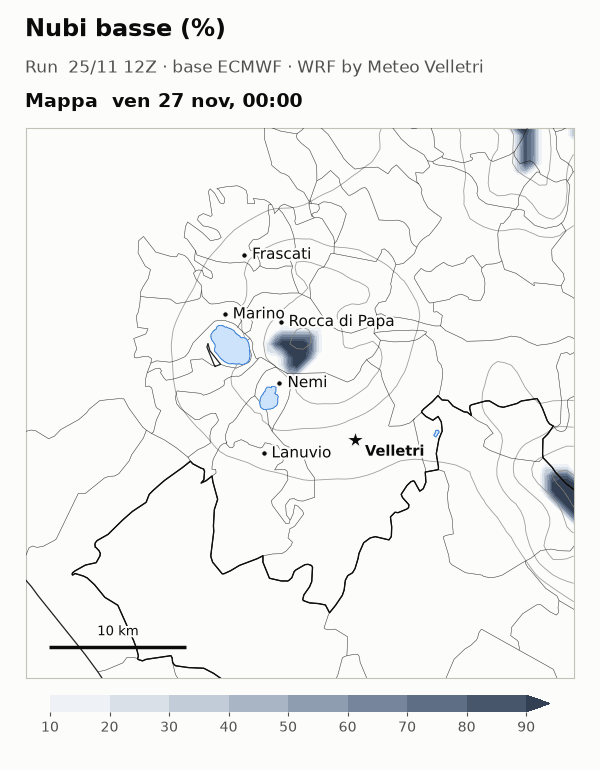 Nubi basse (%)
Run  25/11 12Z · base ECMWF · WRF by Meteo Velletri
Mappa  ven 27 nov, 00:00
Frascati
Marino
Rocca di Papa
Nemi
Velletri
Lanuvio
10 km
10 20 30 40 50 60 70 80 90